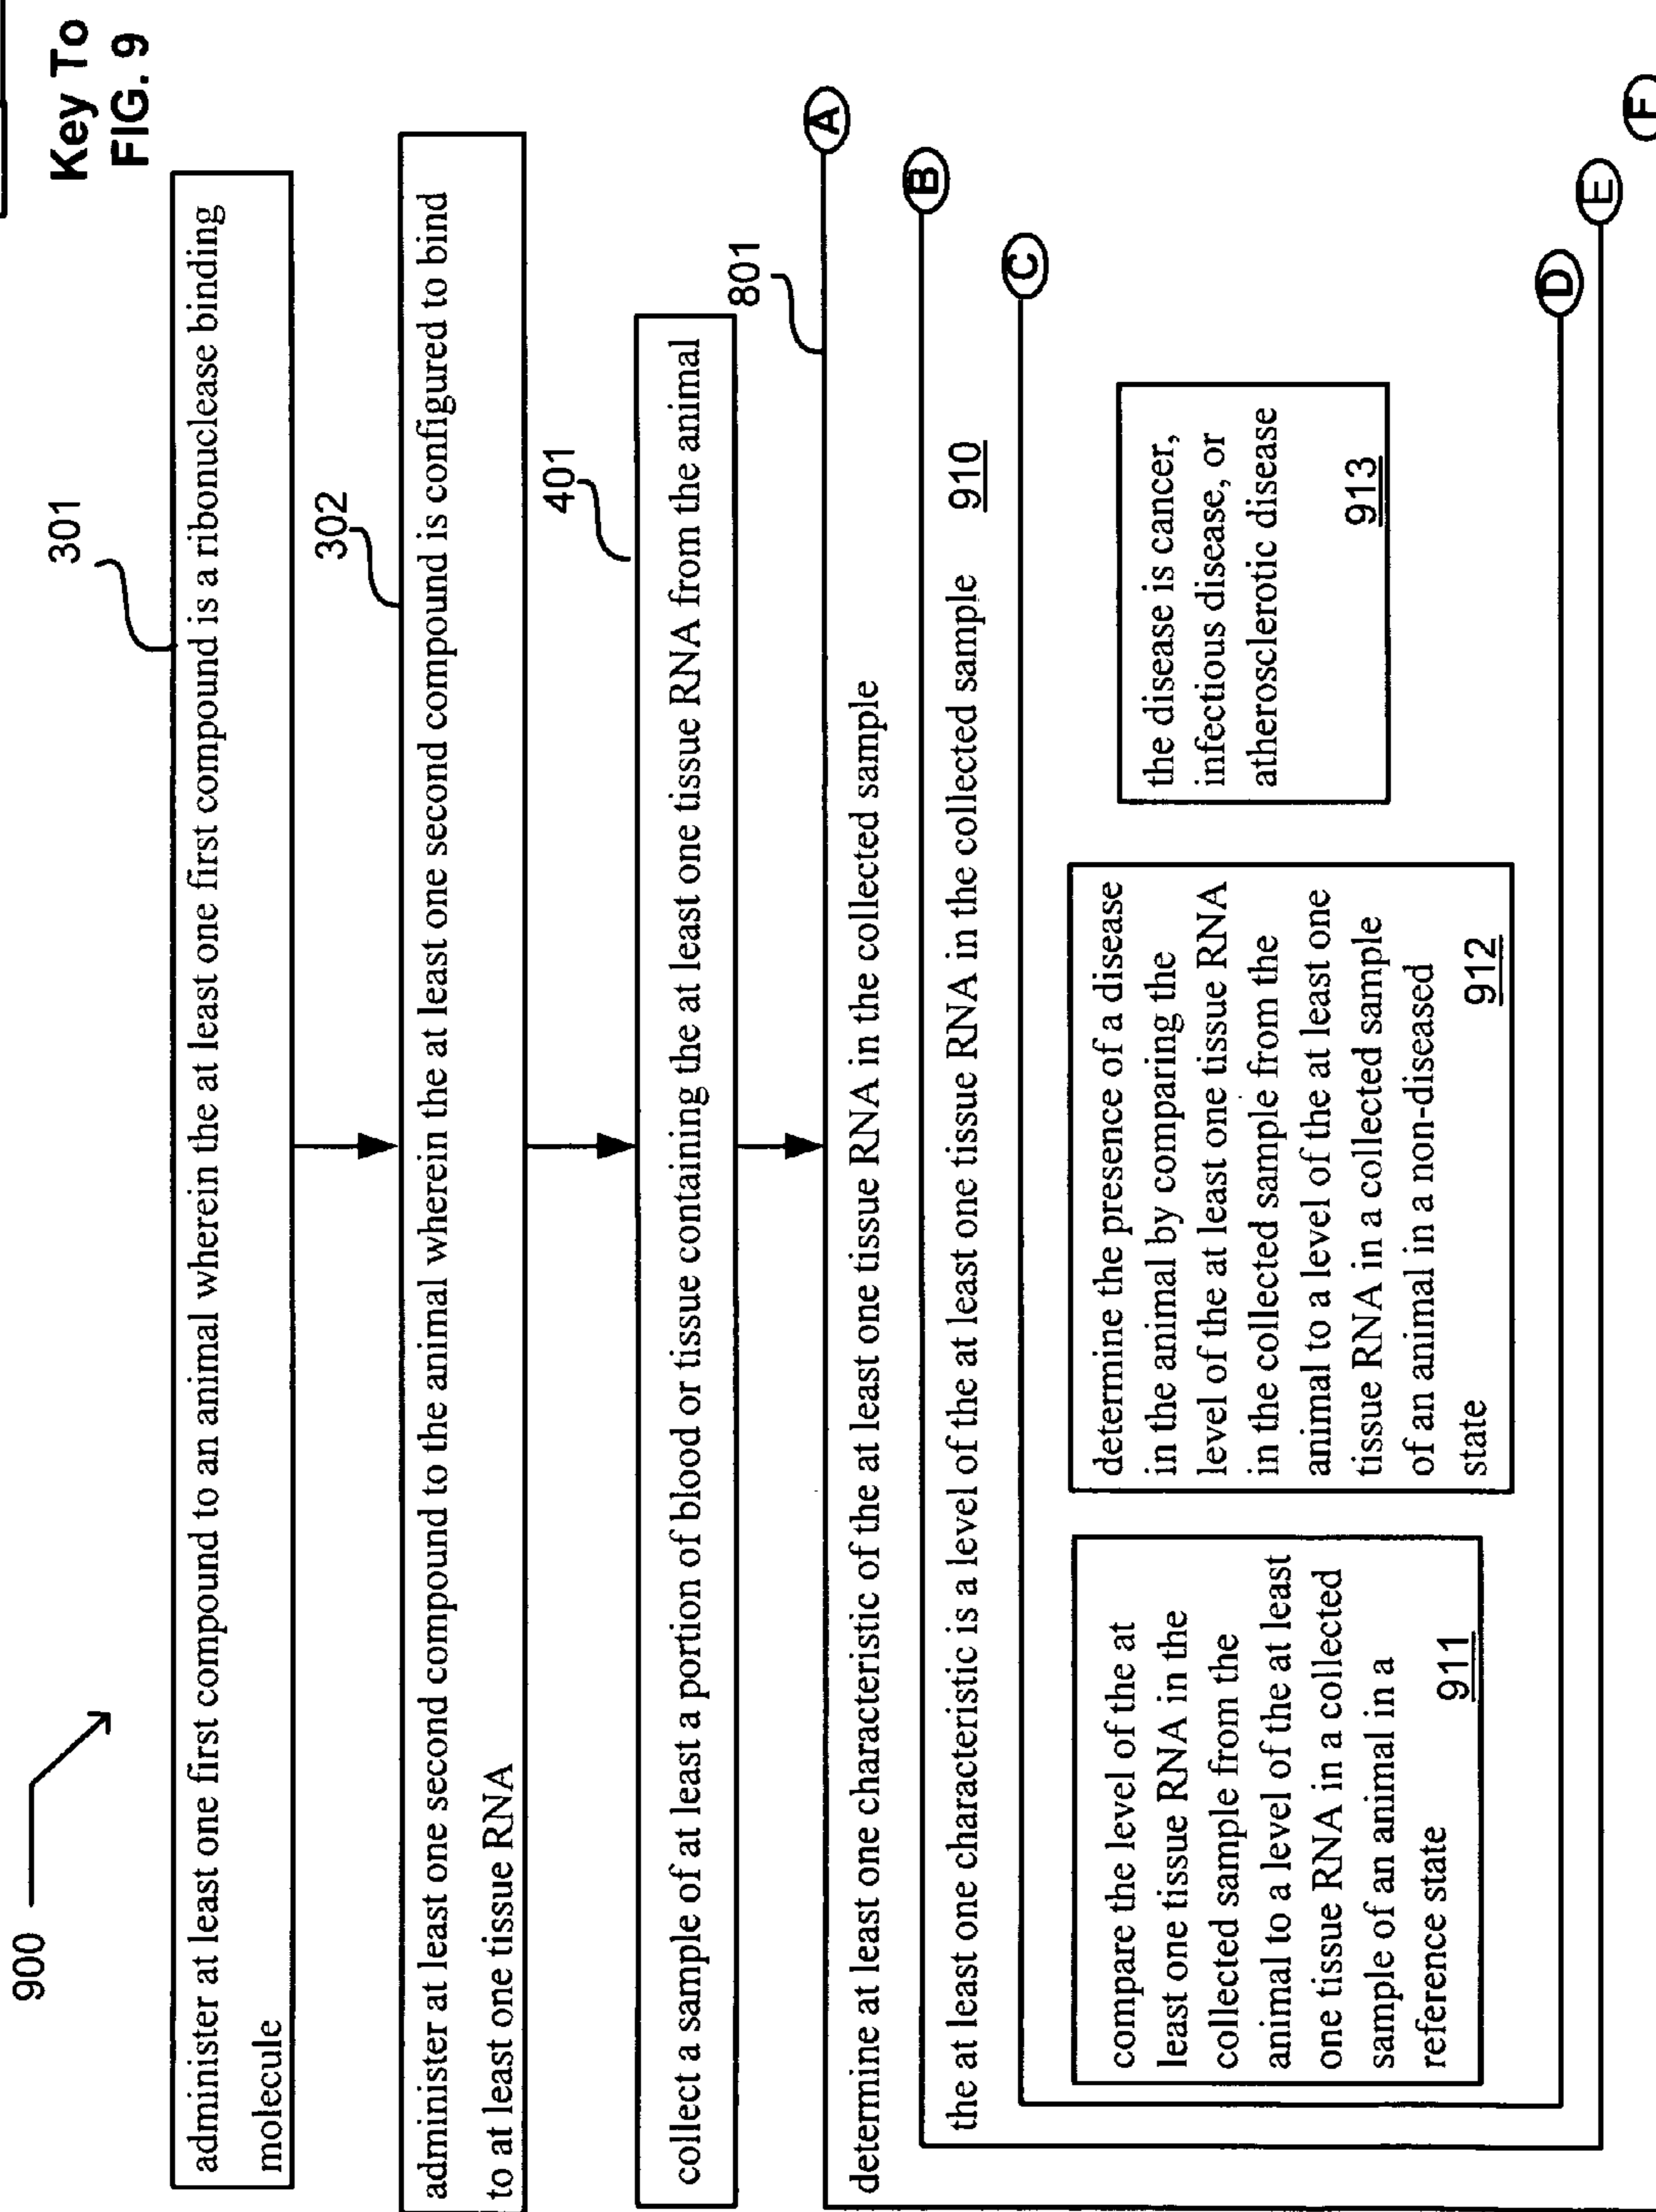 Key To
FIG. 9
900
301
administer at least one first compound to an animal wherein the at least one first compound is a ribonuclease binding
molecule
302
administer at least one second compound to the animal wherein the at least one second compound is configured to bind
to at least one tissue RNA
401
collect a sample of at least a portion of blood or tissue containing the at least one tissue RNA from the animal
801
A
determine at least one characteristic of the at least one tissue RNA in the collected sample
B
the at least one characteristic is a level of the at least one tissue RNA in the collected sample 910
C
compare the level of the at
least one tissue RNA in the
collected sample from the
animal to a level of the at least
one tissue RNA in a collected
sample of an animal in a
reference state
911
determine the presence of a disease
in the animal by comparing the
level of the at least one tissue RNA
in the collected sample from the
animal to a level of the at least one
tissue RNA in a collected sample
of an animal in a non-diseased
state
912
the disease is cancer,
infectious disease, or
atherosclerotic disease
913
D
E
F